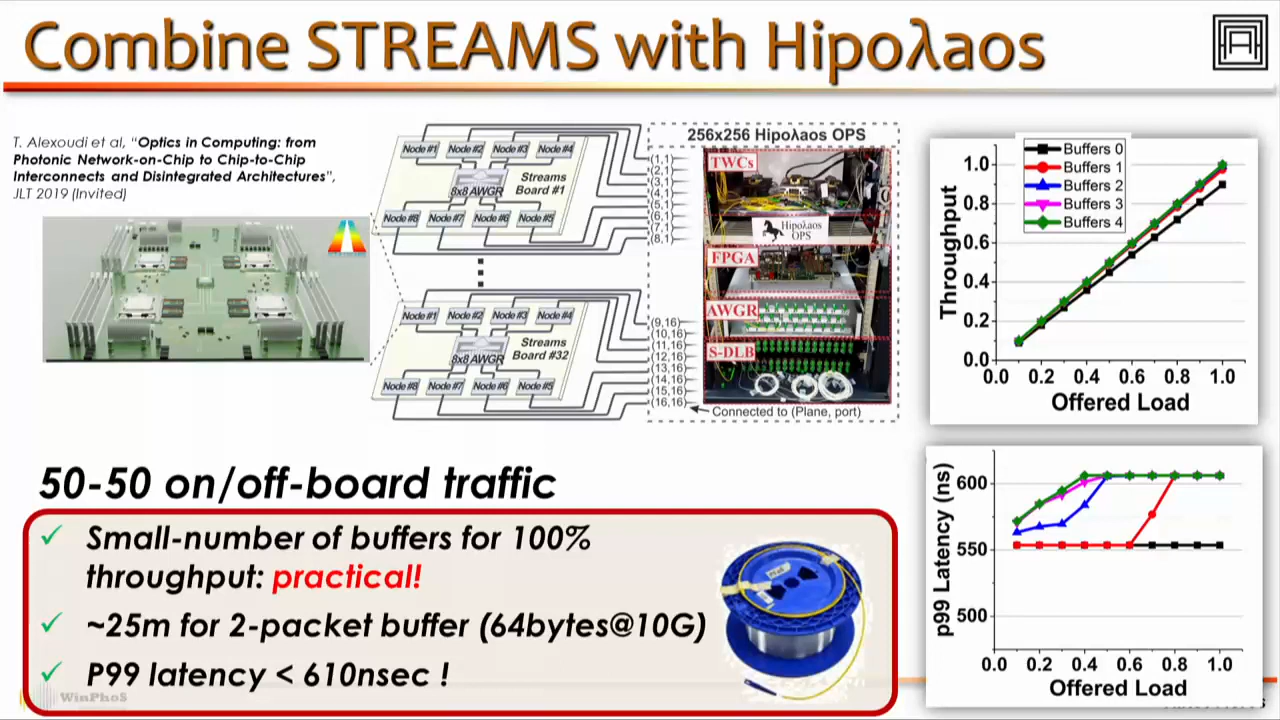 Combine STREAMS with Hipoλaos
T. Alexoudi et al, “Optics in Computing: from
Photonic Network-on-Chip to Chip-to-Chip
Interconnects and Disintegrated Architectures”,
JLT 2019 (Invited)
Node #1 Node #2 Node #3 Node #4
8x8 AWGR
Streams
Board #1
Node #8 Node #7 Node #6 Node #5
Node #1 Node #2 Node #3 Node #4
8x8 AWGR
Streams
Board #32
Node #8 Node #7 Node #6 Node #5
256x256 Hipoλaos OPS
(1,1)
(2,1)
(3,1)
(4,1)
(5,1)
(6,1)
(7,1)
(8,1)
(9,16)
(10,16)
(11,16)
(12,16)
(13,16)
(14,16)
(15,16)
(16,16)
TWCs
Hipoλaos
OPS
FPGA
AWGR
S-DLB
Connected to (Plane, port)
Buffers 0
Buffers 1
Buffers 2
Buffers 3
Buffers 4
Throughput
1.0
0.8
0.6
0.4
0.2
0.0
0.0 0.2 0.4 0.6 0.8 1.0
Offered Load
50-50 on/off-board traffic
✓ Small-number of buffers for 100%
throughput: practical!
✓ ~25m for 2-packet buffer (64bytes@10G)
✓ P99 latency < 610nsec !
p99 Latency (ns)
600
550
500
0.0 0.2 0.4 0.6 0.8 1.0
Offered Load
WinPhoS